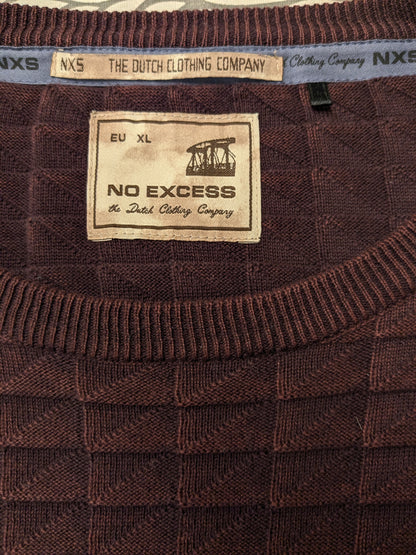 NXS
NXS THE DUTCH CLOTHING COMPANY
Clothing Company NXS
EU XL
NO EXCESS
the Dutch Clothing Company